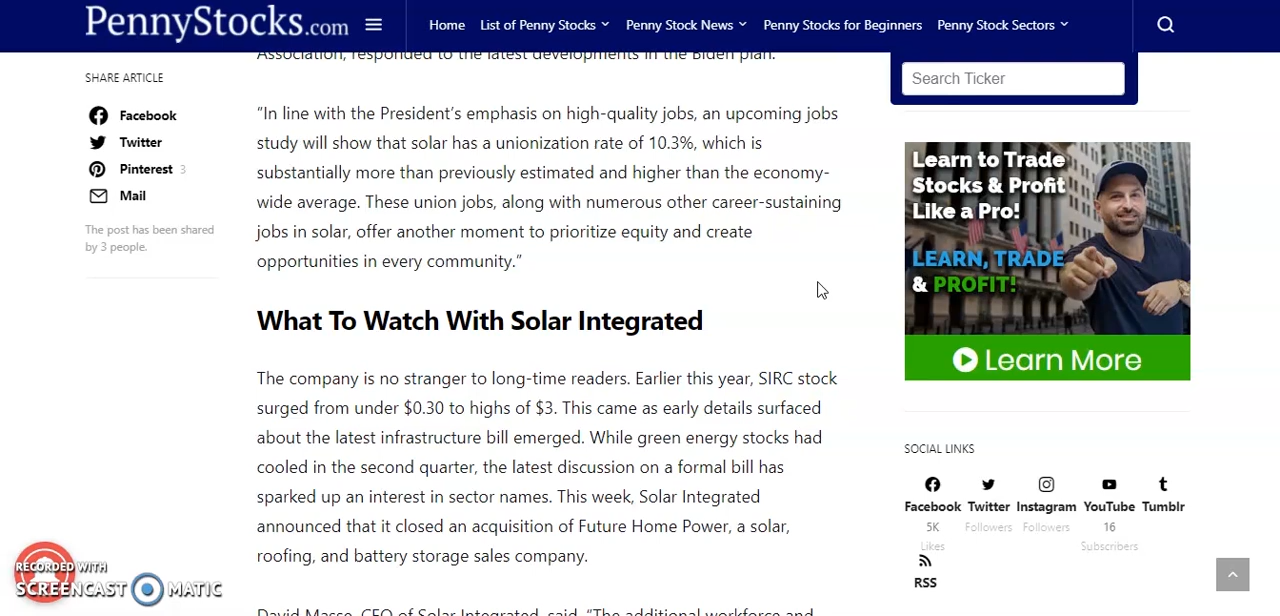 PennyStocks.com
Home
List of Penny Stocks
Penny Stock News
Penny Stocks for Beginners
Penny Stock Sectors
Association, responded to the latest developments in the Biden plan.
SHARE ARTICLE
Facebook
Twitter
Pinterest 3
Mail
The post has been shared
by 3 people.
“In line with the President’s emphasis on high-quality jobs, an upcoming jobs
study will show that solar has a unionization rate of 10.3%, which is
substantially more than previously estimated and higher than the economy-
wide average. These union jobs, along with numerous other career-sustaining
jobs in solar, offer another moment to prioritize equity and create
opportunities in every community.”
What To Watch With Solar Integrated
The company is no stranger to long-time readers. Earlier this year, SIRC stock
surged from under $0.30 to highs of $3. This came as early details surfaced
about the latest infrastructure bill emerged. While green energy stocks had
cooled in the second quarter, the latest discussion on a formal bill has
sparked up an interest in sector names. This week, Solar Integrated
announced that it closed an acquisition of Future Home Power, a solar,
roofing, and battery storage sales company.
David Masse, CEO of Solar Integrated, said, “The additional workforce and
Search Ticker
Learn to Trade
Stocks & Profit
Like a Pro!
LEARN, TRADE
& PROFIT!
Learn More
SOCIAL LINKS
Facebook
5K
Likes
Twitter
Followers
Instagram
Followers
YouTube
16
Subscribers
Tumblr
RSS
RECORDED WITH
SCREENCAST MATIC